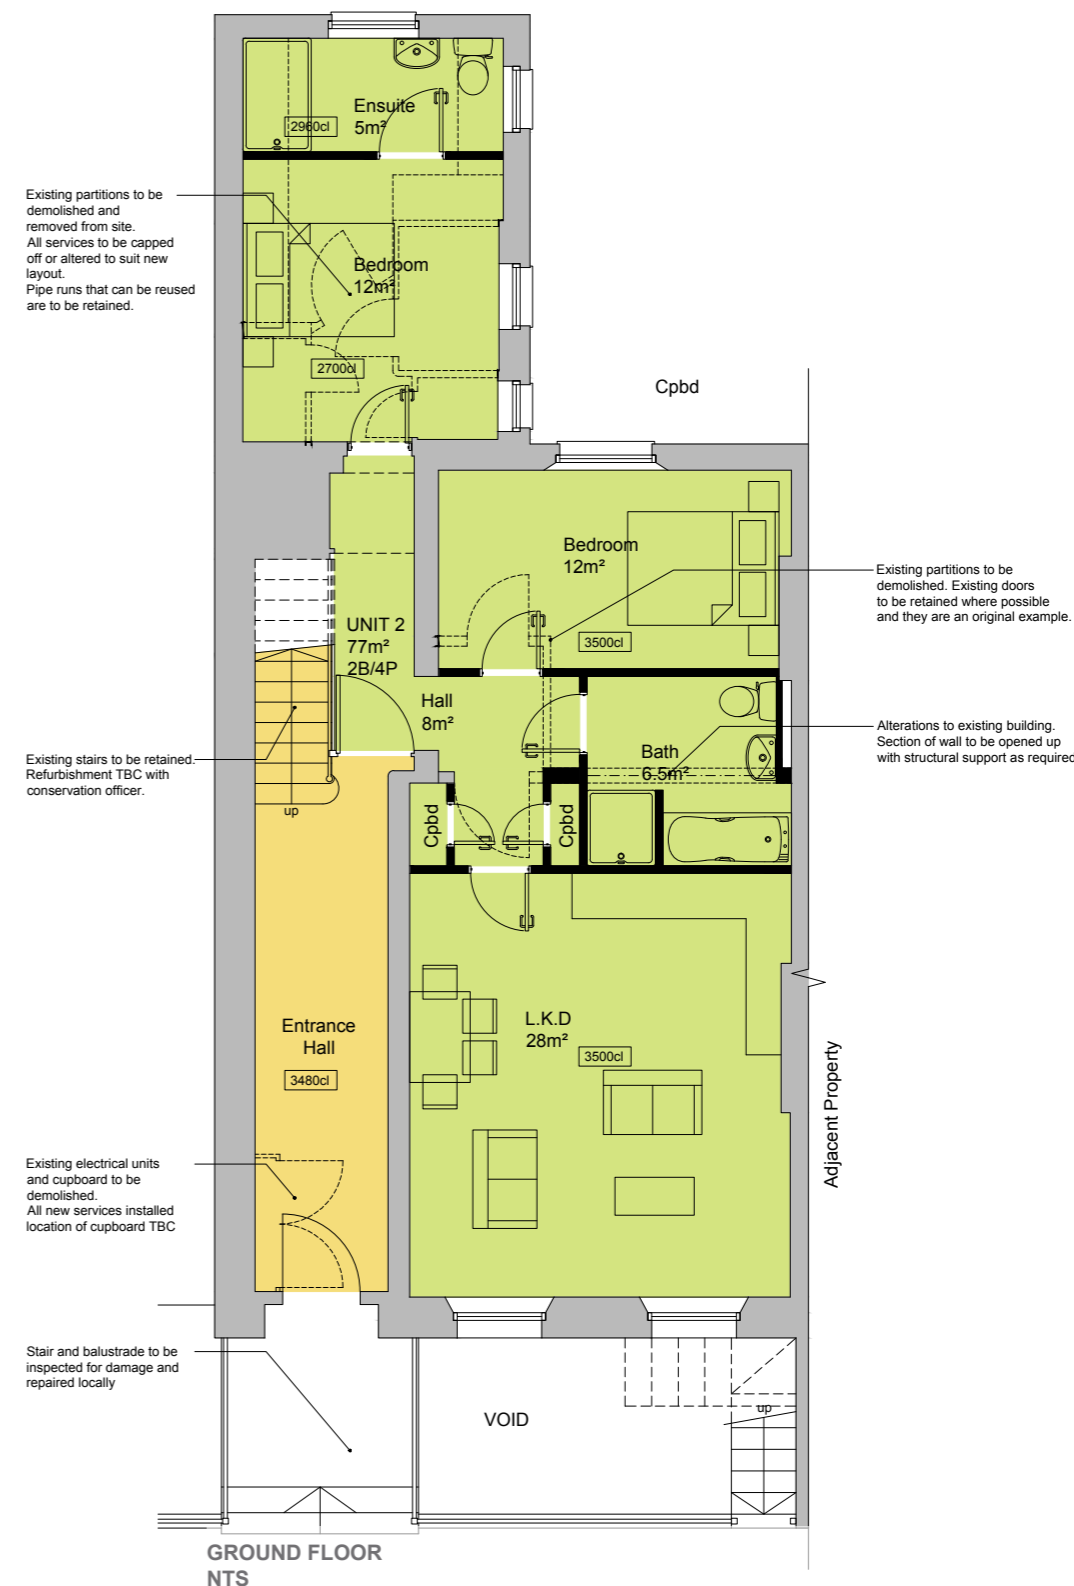 Ensuite
5m²
2960cl
Existing partitions to be
demolished and
removed from site.
All services to be capped
off or altered to suit new
layout.
Pipe runs that can be reused
are to be retained.
Bedroom
12m²
2700cl
Cpbd
Bedroom
12m²
3500cl
Existing partitions to be
demolished. Existing doors
to be retained where possible
and they are an original example.
UNIT 2
77m²
2B/4P
Hall
8m²
Bath
6.5m²
Alterations to existing building.
Section of wall to be opened up
with structural support as required
Existing stairs to be retained.
Refurbishment TBC with
conservation officer.
up
Cpbd
Cpbd
Entrance
Hall
3480cl
L.K.D
28m²
3500cl
Adjacent Property
Existing electrical units
and cupboard to be
demolished.
All new services installed
location of cupboard TBC
Stair and balustrade to be
inspected for damage and
repaired locally
VOID
up
GROUND FLOOR
NTS